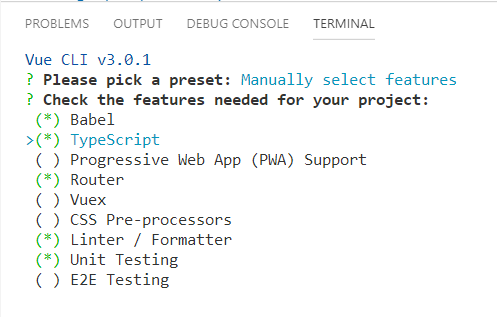 PROBLEMS OUTPUT DEBUG CONSOLE TERMINAL
Vue CLI v3.0.1
? Please pick a preset: Manually select features
? Check the features needed for your project:
(*) Babel
>(*) TypeScript
( ) Progressive Web App (PWA) Support
(*) Router
( ) Vuex
( ) CSS Pre-processors
(*) Linter / Formatter
(*) Unit Testing
( ) E2E Testing